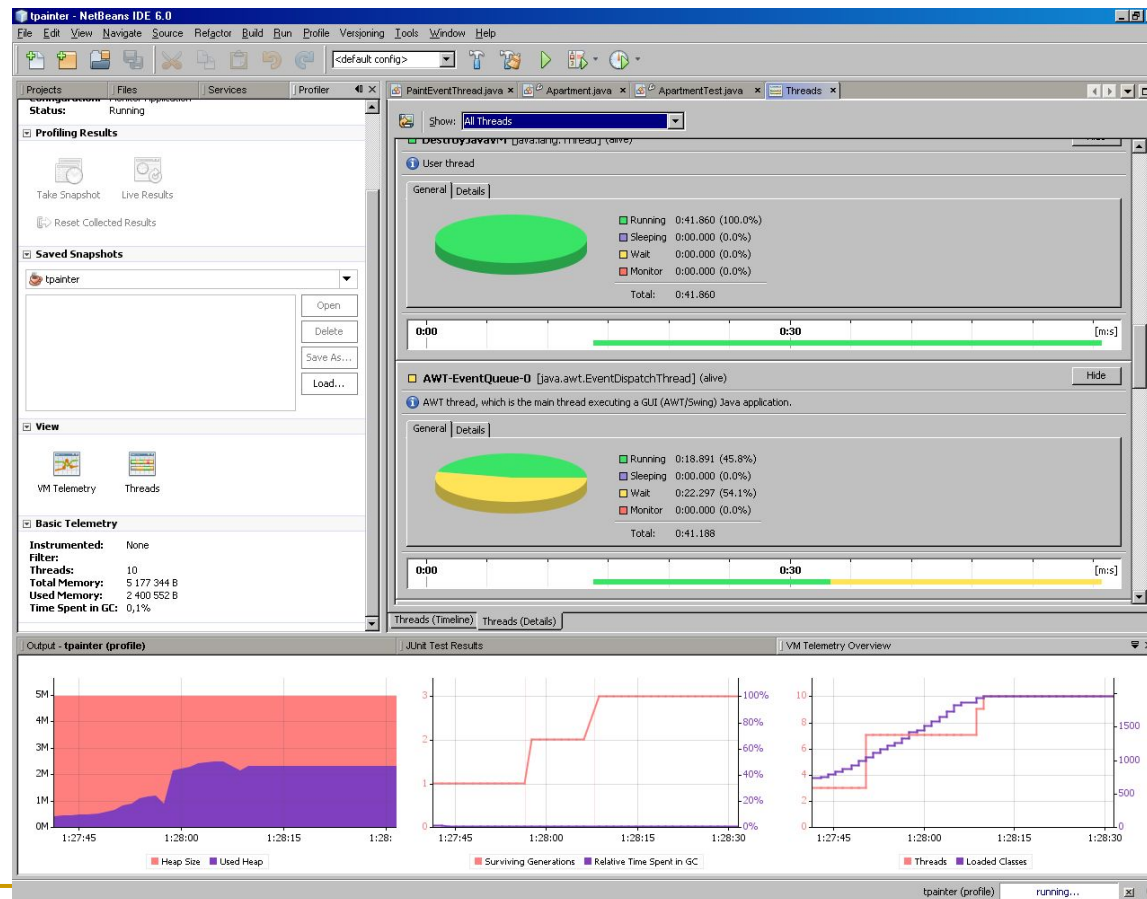 tpainter - NetBeans IDE 6.0
File Edit View Navigate Source Refactor Build Run Profile Versioning Tools Window Help
<default config>
Projects Files Services Profiler
Configuration: Monitor Application
Status: Running
Profiling Results
Take Snapshot Live Results
Reset Collected Results
Saved Snapshots
tpainter
Open
Delete
Save As...
Load...
View
VM Telemetry Threads
Basic Telemetry
Instrumented: None
Filter:
Threads: 10
Total Memory: 5 177 344 B
Used Memory: 2 400 552 B
Time Spent in GC: 0,1%
PaintEventThread.java Apartment.java ApartmentTest.java Threads
Show: All Threads
DestroyJavaVM [java.lang.Thread] (alive) Hide
User thread
General Details
Running 0:41.860 (100.0%)
Sleeping 0:00.000 (0.0%)
Wait 0:00.000 (0.0%)
Monitor 0:00.000 (0.0%)
Total: 0:41.860
0:00 0:30 [m:s]
AWT-EventQueue-0 [java.awt.EventDispatchThread] (alive) Hide
AWT thread, which is the main thread executing a GUI (AWT/Swing) Java application.
General Details
Running 0:18.891 (45.8%)
Sleeping 0:00.000 (0.0%)
Wait 0:22.297 (54.1%)
Monitor 0:00.000 (0.0%)
Total: 0:41.188
0:00 0:30 [m:s]
Threads (Timeline) Threads (Details)
Output - tpainter (profile) JUnit Test Results VM Telemetry Overview
5M
4M
3M
2M
1M
0M
1:27:45 1:28:00 1:28:15 1:28:
Heap Size Used Heap
3 100%
80%
2 60%
40%
1 20%
0 0%
1:27:45 1:28:00 1:28:15 1:28:30
Surviving Generations Relative Time Spent in GC
10
8 1500
6 1000
4 500
2
0 0
1:27:45 1:28:00 1:28:15 1:28:30
Threads Loaded Classes
tpainter (profile) running...